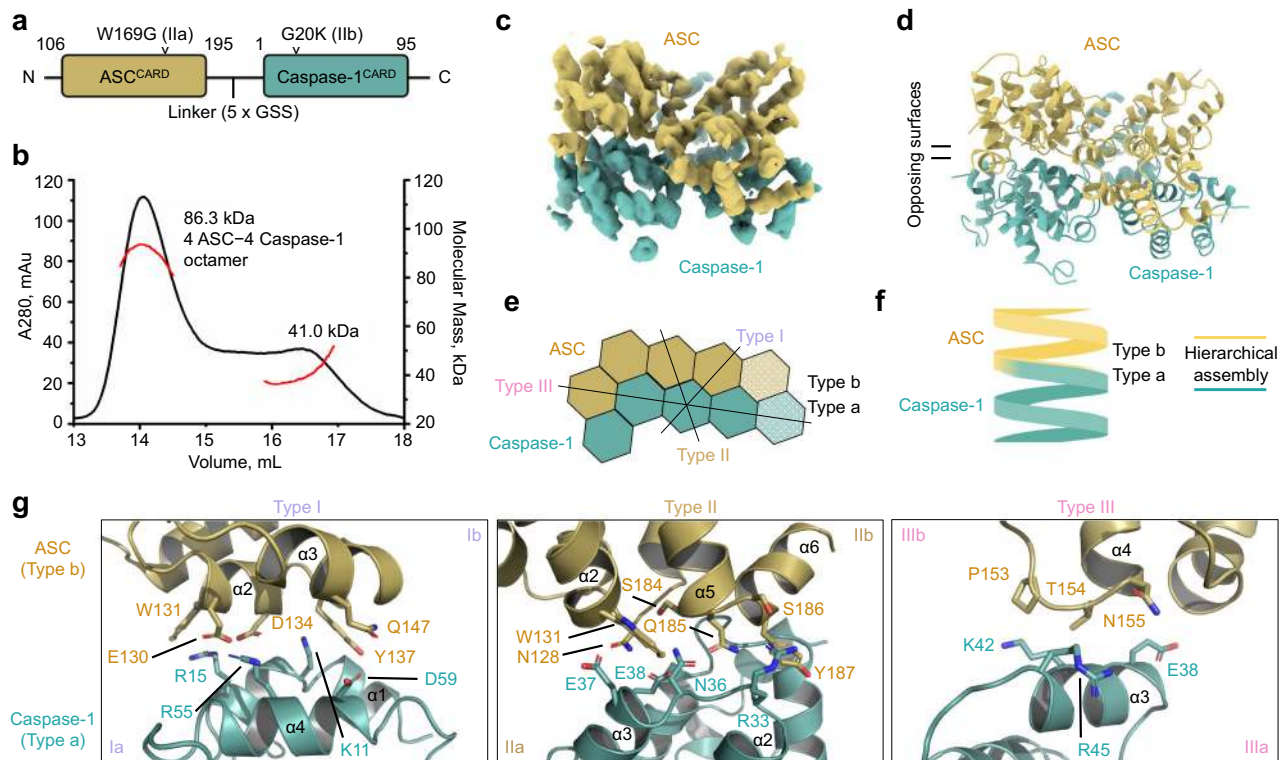 a
W169G (IIa)
G20K (IIb)
106
195
1
95
N
ASC^CARD
Caspase-1^CARD
C
Linker (5 x GSS)
b
120
100
80
60
40
20
0
A280, mAu
86.3 kDa
4 ASC−4 Caspase-1
octamer
41.0 kDa
120
100
80
60
40
20
Molecular Mass, kDa
13
14
15
16
17
18
Volume, mL
c
ASC
Caspase-1
d
ASC
Opposing surfaces
Caspase-1
e
ASC
Type I
Type III
Type b
Type a
Caspase-1
Type II
f
ASC
Type b
Type a
Hierarchical
assembly
Caspase-1
g
Type I
ASC
(Type b)
Caspase-1
(Type a)
Ib
α3
α2
W131
D134
Q147
E130
Y137
R15
D59
R55
α1
α4
K11
Ia
Type II
IIb
α6
α2
S184
α5
S186
W131
Q185
N128
Y187
E37
E38
N36
R33
α3
α2
IIa
Type III
IIIb
α4
P153
T154
N155
K42
E38
α3
R45
IIIa